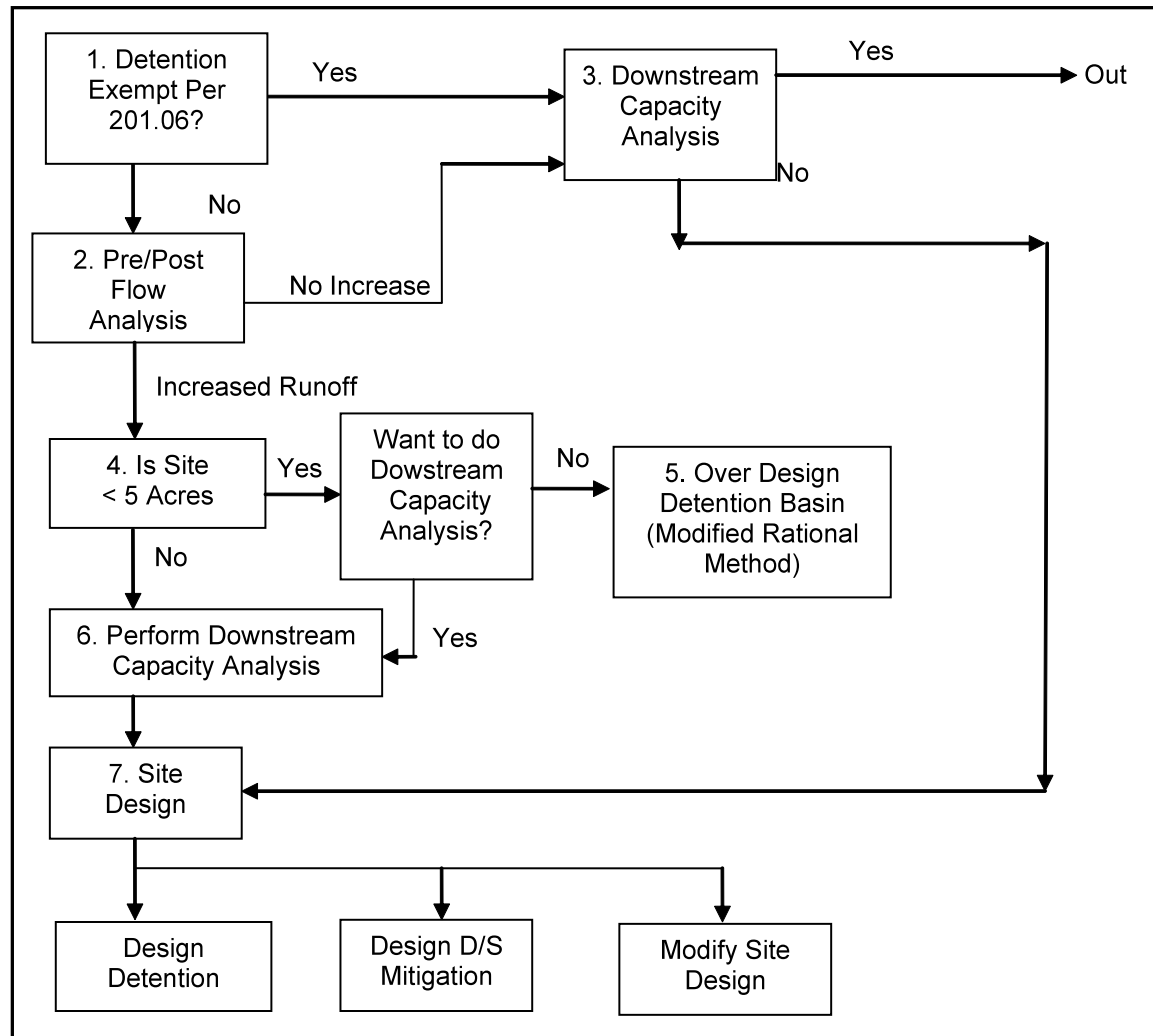 1. Detention
Exempt Per
201.06?
Yes
3. Downstream
Capacity
Analysis
Yes
Out
No
No
2. Pre/Post
Flow
Analysis
No Increase
Increased Runoff
4. Is Site
< 5 Acres
Yes
Want to do
Dowstream
Capacity
Analysis?
No
5. Over Design
Detention Basin
(Modified Rational
Method)
No
Yes
6. Perform Downstream
Capacity Analysis
7. Site
Design
Design
Detention
Design D/S
Mitigation
Modify Site
Design